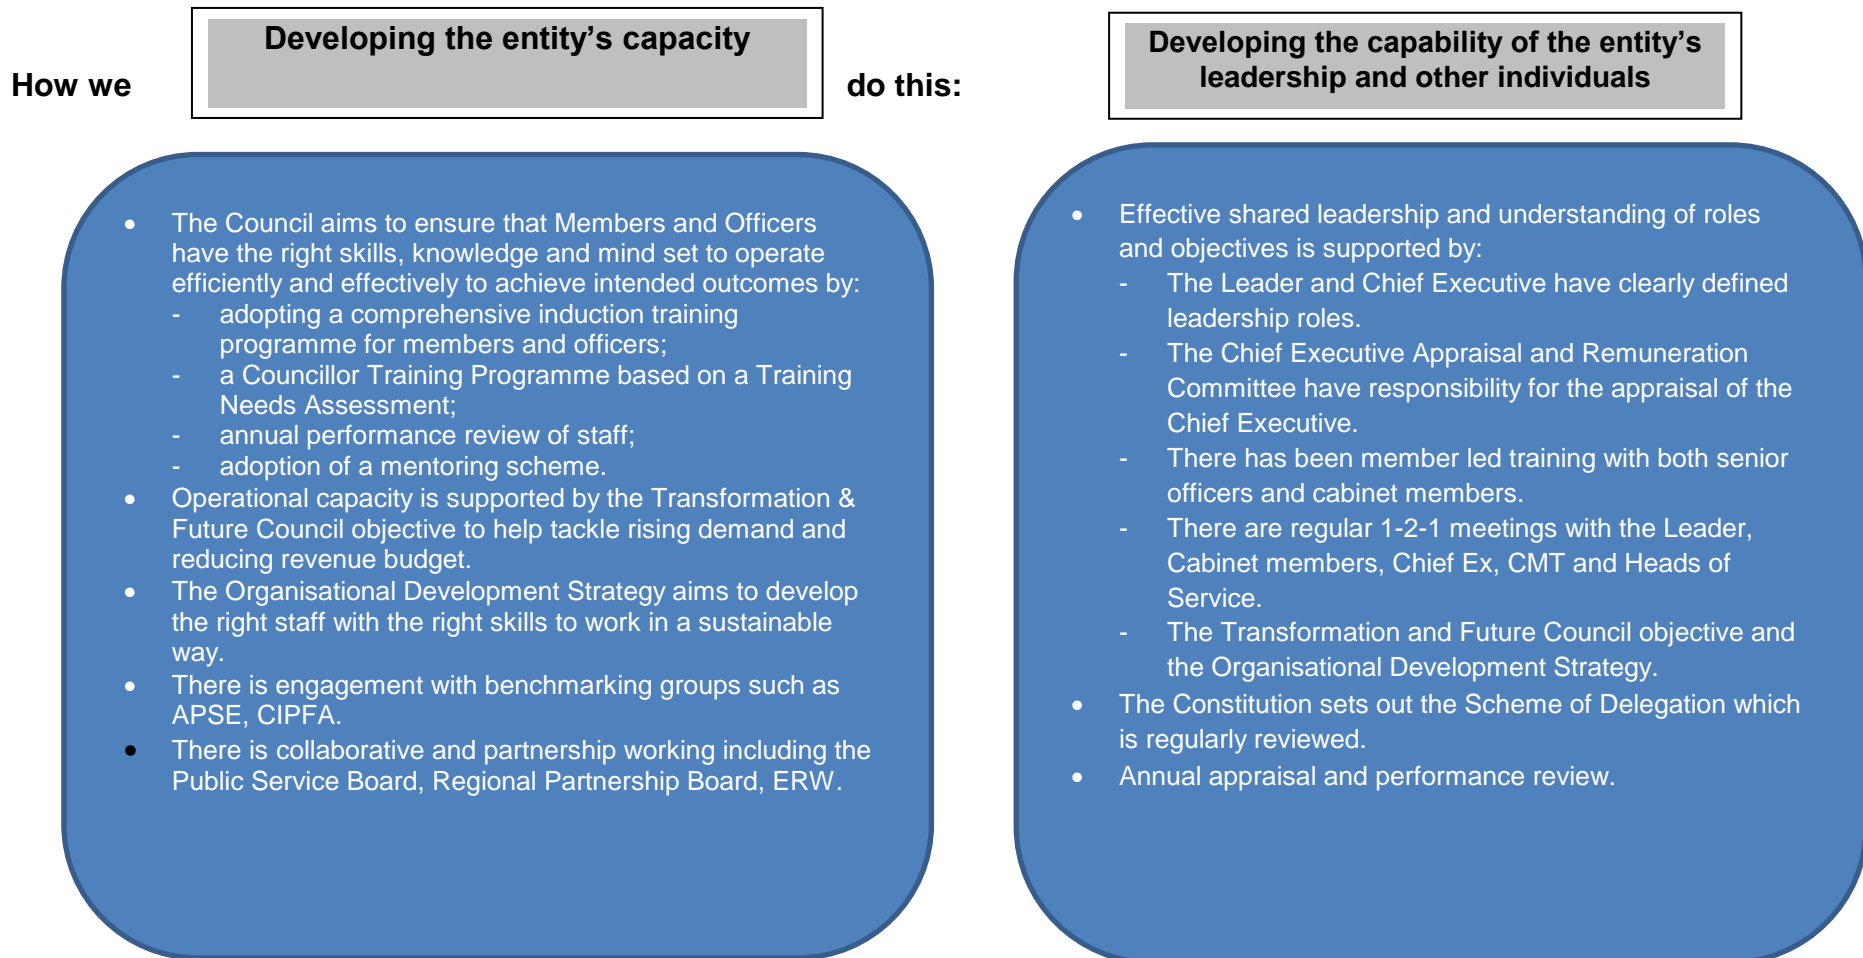 How we do this:
Developing the entity’s capacity
Developing the capability of the entity’s
leadership and other individuals
• The Council aims to ensure that Members and Officers
have the right skills, knowledge and mind set to operate
efficiently and effectively to achieve intended outcomes by:
- adopting a comprehensive induction training
programme for members and officers;
- a Councillor Training Programme based on a Training
Needs Assessment;
- annual performance review of staff;
- adoption of a mentoring scheme.
• Operational capacity is supported by the Transformation &
Future Council objective to help tackle rising demand and
reducing revenue budget.
• The Organisational Development Strategy aims to develop
the right staff with the right skills to work in a sustainable
way.
• There is engagement with benchmarking groups such as
APSE, CIPFA.
• There is collaborative and partnership working including the
Public Service Board, Regional Partnership Board, ERW.
• Effective shared leadership and understanding of roles
and objectives is supported by:
- The Leader and Chief Executive have clearly defined
leadership roles.
- The Chief Executive Appraisal and Remuneration
Committee have responsibility for the appraisal of the
Chief Executive.
- There has been member led training with both senior
officers and cabinet members.
- There are regular 1-2-1 meetings with the Leader,
Cabinet members, Chief Ex, CMT and Heads of
Service.
- The Transformation and Future Council objective and
the Organisational Development Strategy.
• The Constitution sets out the Scheme of Delegation which
is regularly reviewed.
• Annual appraisal and performance review.